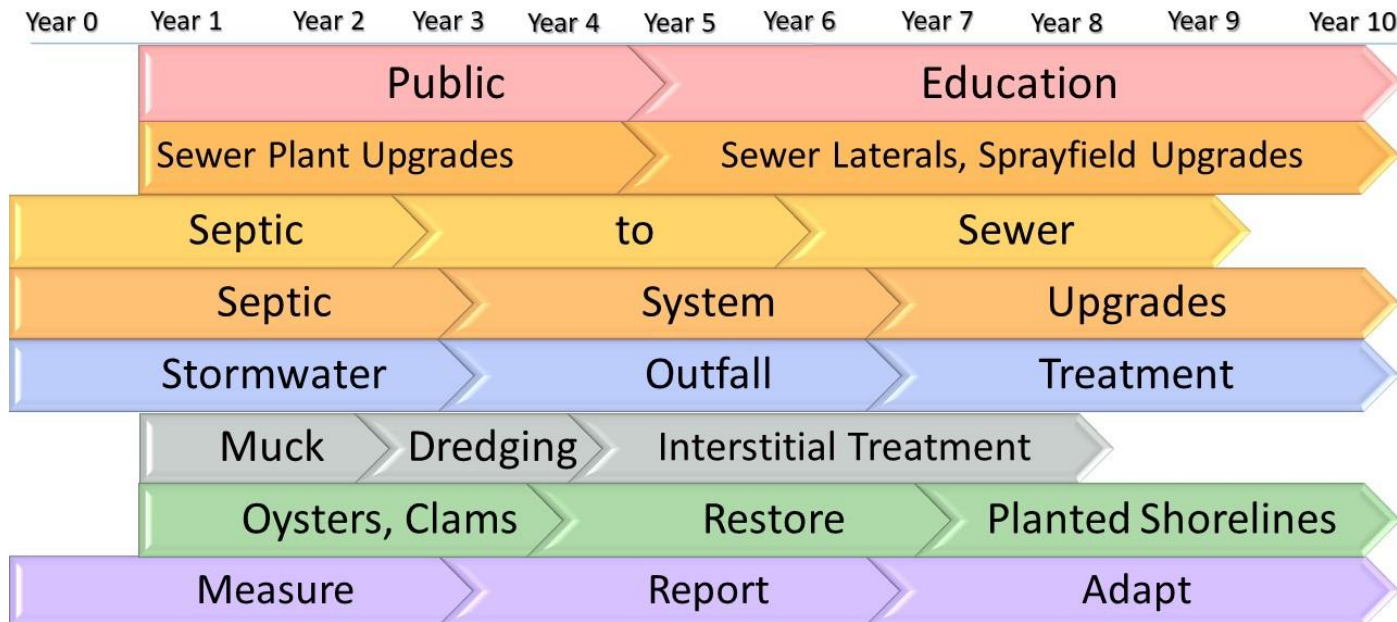 Year 0 Year 1 Year 2 Year 3 Year 4 Year 5 Year 6 Year 7 Year 8 Year 9 Year 10
Public Education
Sewer Plant Upgrades Sewer Laterals, Sprayfield Upgrades
Septic to Sewer
Septic System Upgrades
Stormwater Outfall Treatment
Muck Dredging Interstitial Treatment
Oysters, Clams Restore Planted Shorelines
Measure Report Adapt